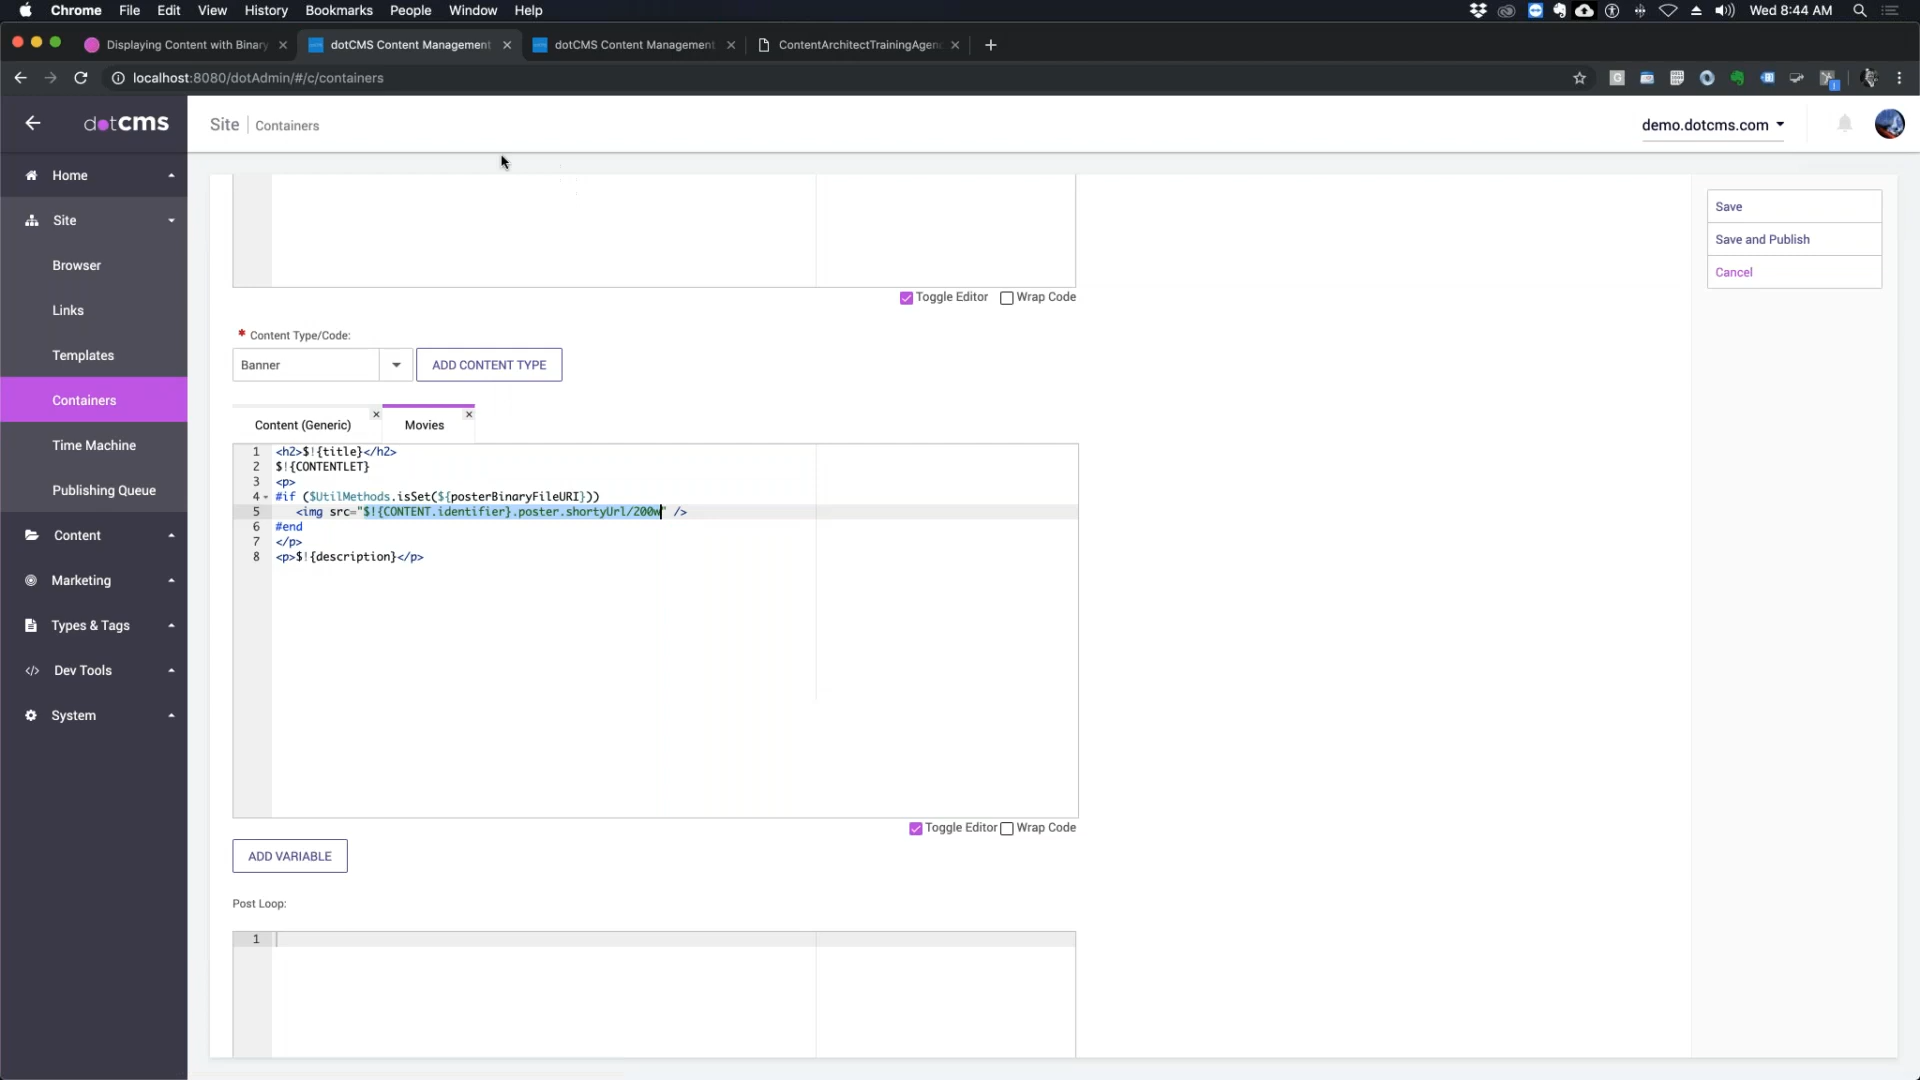 Chrome File Edit View History Bookmarks People Window Help
Wed 8:44 AM
Displaying Content with Binary
dotCMS Content Management
dotCMS Content Management
ContentArchitectTrainingAgen
localhost:8080/dotAdmin/#/c/containers
dotCMS
Site | Containers
demo.dotcms.com
Home
Site
Browser
Links
Templates
Containers
Time Machine
Publishing Queue
Content
Marketing
Types & Tags
Dev Tools
System
Save
Save and Publish
Cancel
Toggle Editor Wrap Code
* Content Type/Code:
Banner
ADD CONTENT TYPE
Content (Generic)
Movies
1 <h2>$!{title}</h2>
2 $!{CONTENTLET}
3 <p>
4 #if ($UtilMethods.isSet(${posterBinaryFileURI}))
5 <img src="$!{CONTENT.identifier}.poster.shortyUrl/200w" />
6 #end
7 </p>
8 <p>$!{description}</p>
Toggle Editor Wrap Code
ADD VARIABLE
Post Loop:
1